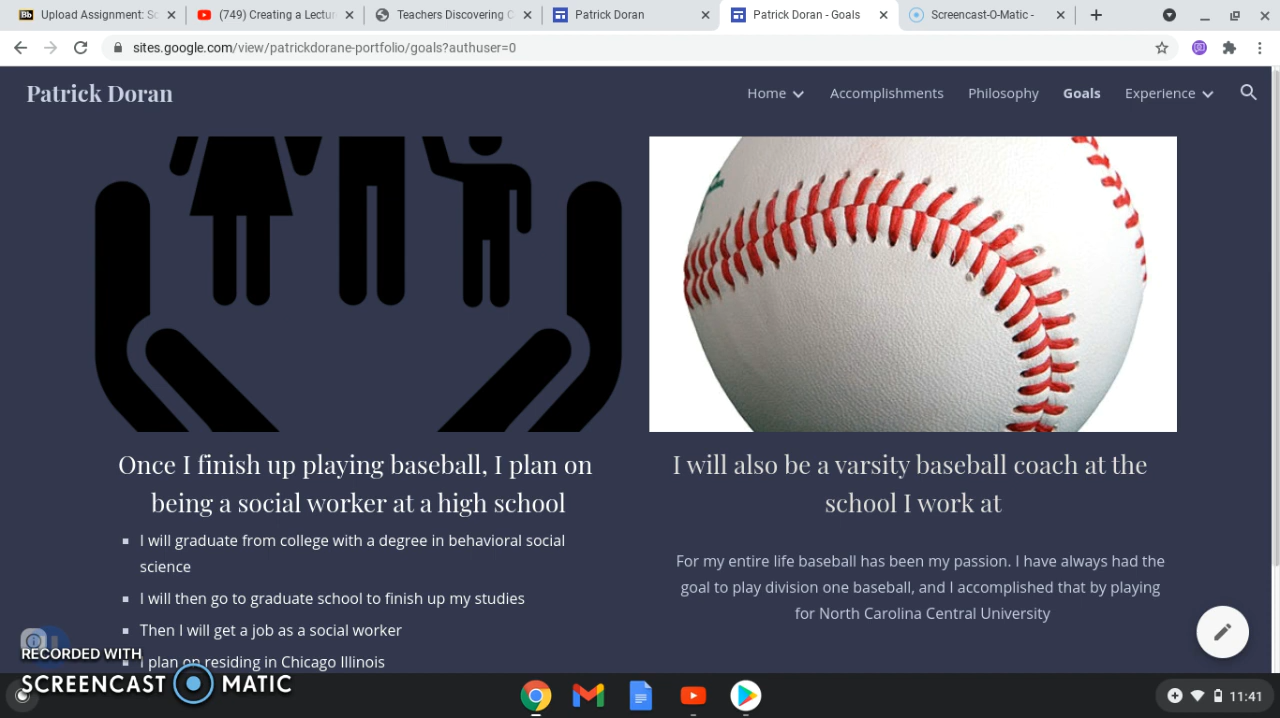 Upload Assignment: Sc
(749) Creating a Lectur
Teachers Discovering C
Patrick Doran
Patrick Doran - Goals
Screencast-O-Matic -
sites.google.com/view/patrickdorane-portfolio/goals?authuser=0
Patrick Doran
Home
Accomplishments
Philosophy
Goals
Experience
Once I finish up playing baseball, I plan on
being a social worker at a high school
I will graduate from college with a degree in behavioral social
science
I will then go to graduate school to finish up my studies
Then I will get a job as a social worker
I plan on residing in Chicago Illinois
I will also be a varsity baseball coach at the
school I work at
For my entire life baseball has been my passion. I have always had the
goal to play division one baseball, and I accomplished that by playing
for North Carolina Central University
RECORDED WITH
SCREENCAST MATIC
11:41